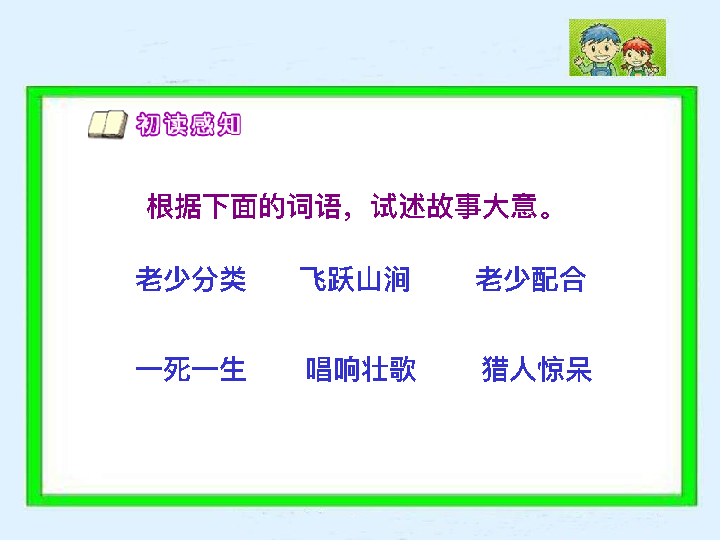 初读感知
根据下面的词语，试述故事大意。
老少分类 飞跃山涧 老少配合
一死一生 唱响壮歌 猎人惊呆